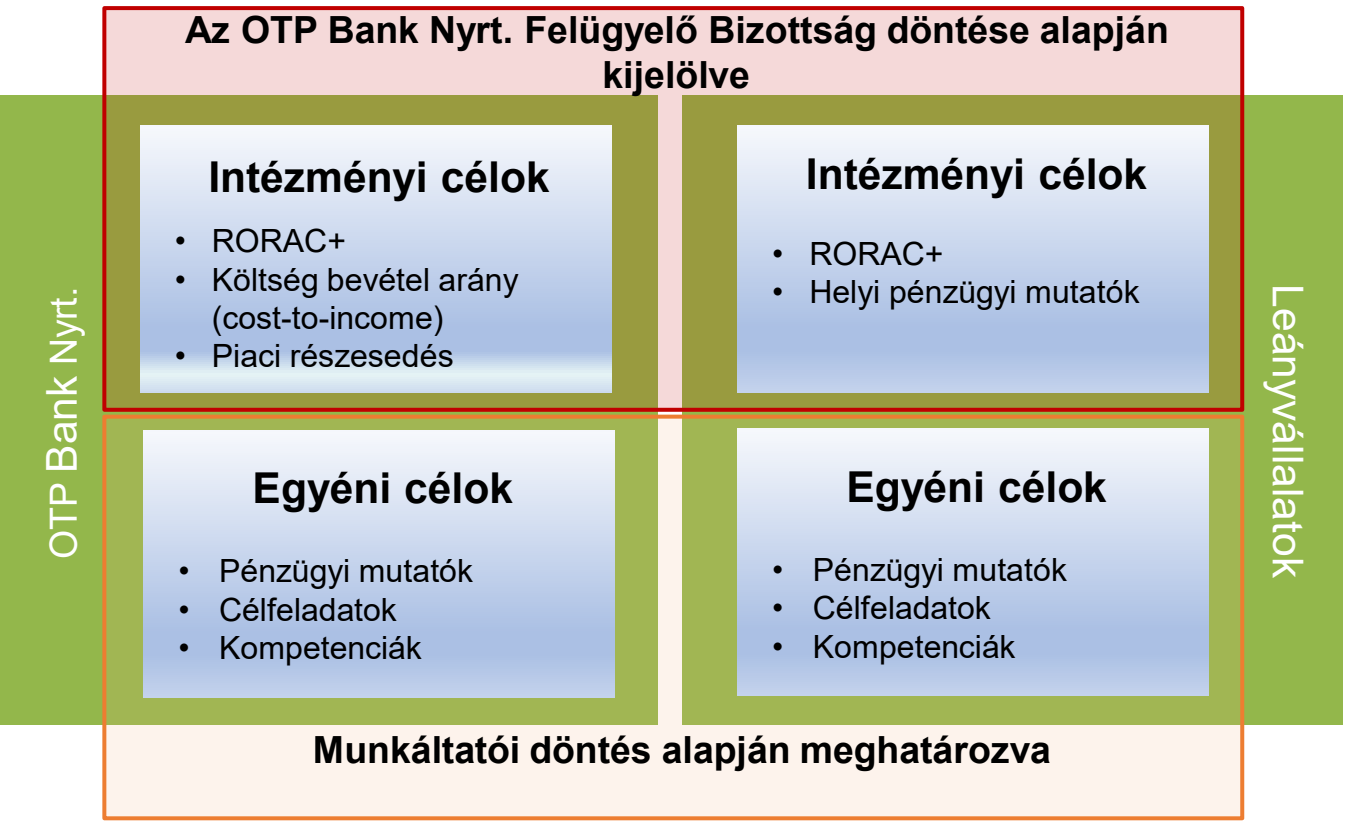 Az OTP Bank Nyrt. Felügyelő Bizottság döntése alapján
kijelölve
OTP Bank Nyrt.
Intézményi célok
• RORAC+
• Költség bevétel arány
(cost-to-income)
• Piaci részesedés
Intézményi célok
• RORAC+
• Helyi pénzügyi mutatók
Leányvállalatok
Egyéni célok
• Pénzügyi mutatók
• Célfeladatok
• Kompetenciák
Egyéni célok
• Pénzügyi mutatók
• Célfeladatok
• Kompetenciák
Munkáltatói döntés alapján meghatározva